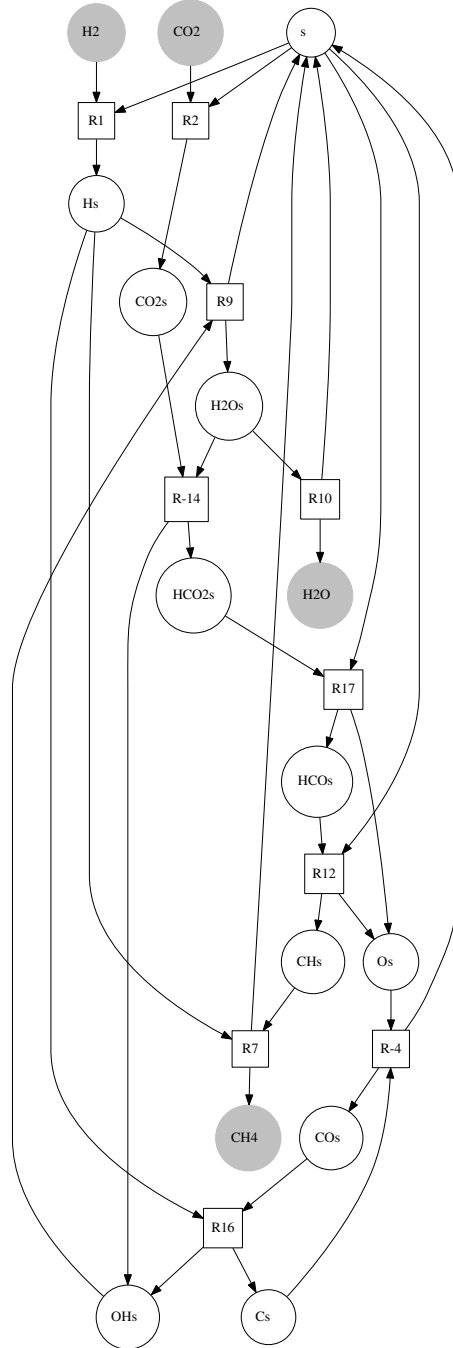 H2
CO2
s
R1
R2
Hs
CO2s
R9
H2Os
R-14
R10
HCO2s
H2O
R17
HCOs
R12
CHs
Os
R7
R-4
CH4
COs
R16
OHs
Cs